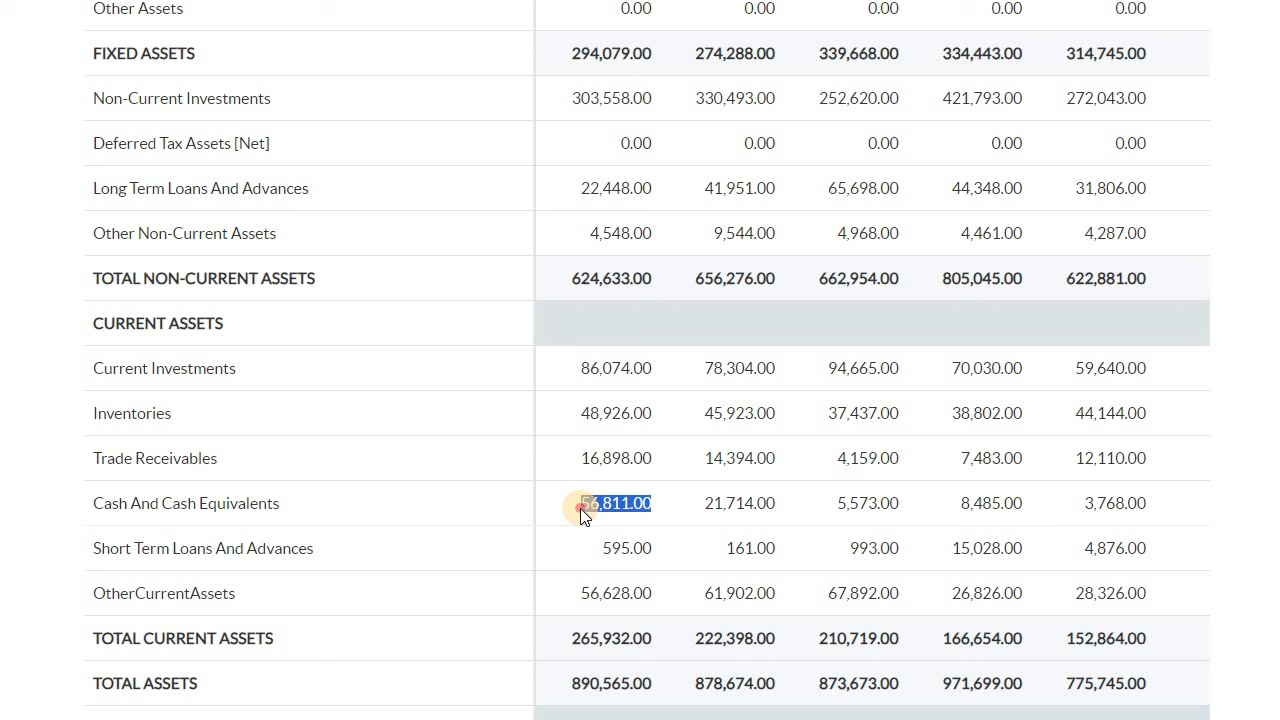 Other Assets 0.00 0.00 0.00 0.00 0.00
FIXED ASSETS 294,079.00 274,288.00 339,668.00 334,443.00 314,745.00
Non-Current Investments 303,558.00 330,493.00 252,620.00 421,793.00 272,043.00
Deferred Tax Assets [Net] 0.00 0.00 0.00 0.00 0.00
Long Term Loans And Advances 22,448.00 41,951.00 65,698.00 44,348.00 31,806.00
Other Non-Current Assets 4,548.00 9,544.00 4,968.00 4,461.00 4,287.00
TOTAL NON-CURRENT ASSETS 624,633.00 656,276.00 662,954.00 805,045.00 622,881.00
CURRENT ASSETS
Current Investments 86,074.00 78,304.00 94,665.00 70,030.00 59,640.00
Inventories 48,926.00 45,923.00 37,437.00 38,802.00 44,144.00
Trade Receivables 16,898.00 14,394.00 4,159.00 7,483.00 12,110.00
Cash And Cash Equivalents 56,811.00 21,714.00 5,573.00 8,485.00 3,768.00
Short Term Loans And Advances 595.00 161.00 993.00 15,028.00 4,876.00
OtherCurrentAssets 56,628.00 61,902.00 67,892.00 26,826.00 28,326.00
TOTAL CURRENT ASSETS 265,932.00 222,398.00 210,719.00 166,654.00 152,864.00
TOTAL ASSETS 890,565.00 878,674.00 873,673.00 971,699.00 775,745.00